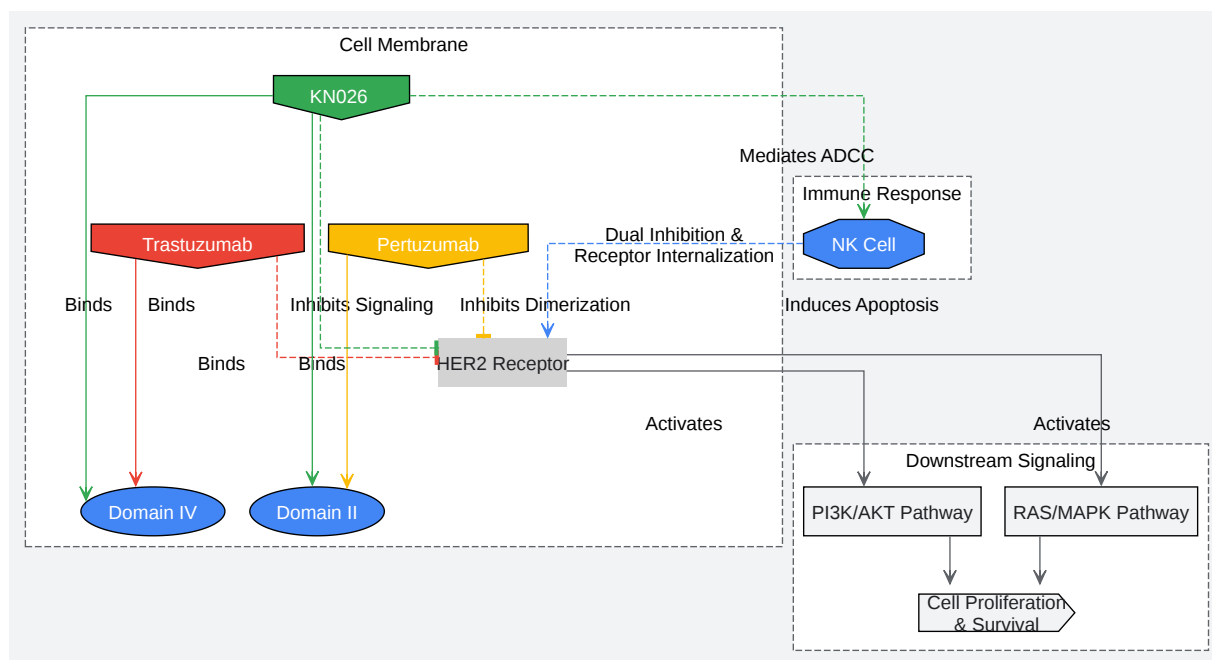 Cell Membrane
KN026
Mediates ADCC
Immune Response
Trastuzumab
Pertuzumab
Dual Inhibition &
Receptor Internalization
NK Cell
Binds
Binds
Inhibits Signaling
Inhibits Dimerization
Induces Apoptosis
Binds
Binds
HER2 Receptor
Activates
Activates
Downstream Signaling
Domain IV
Domain II
PI3K/AKT Pathway
RAS/MAPK Pathway
Cell Proliferation
& Survival